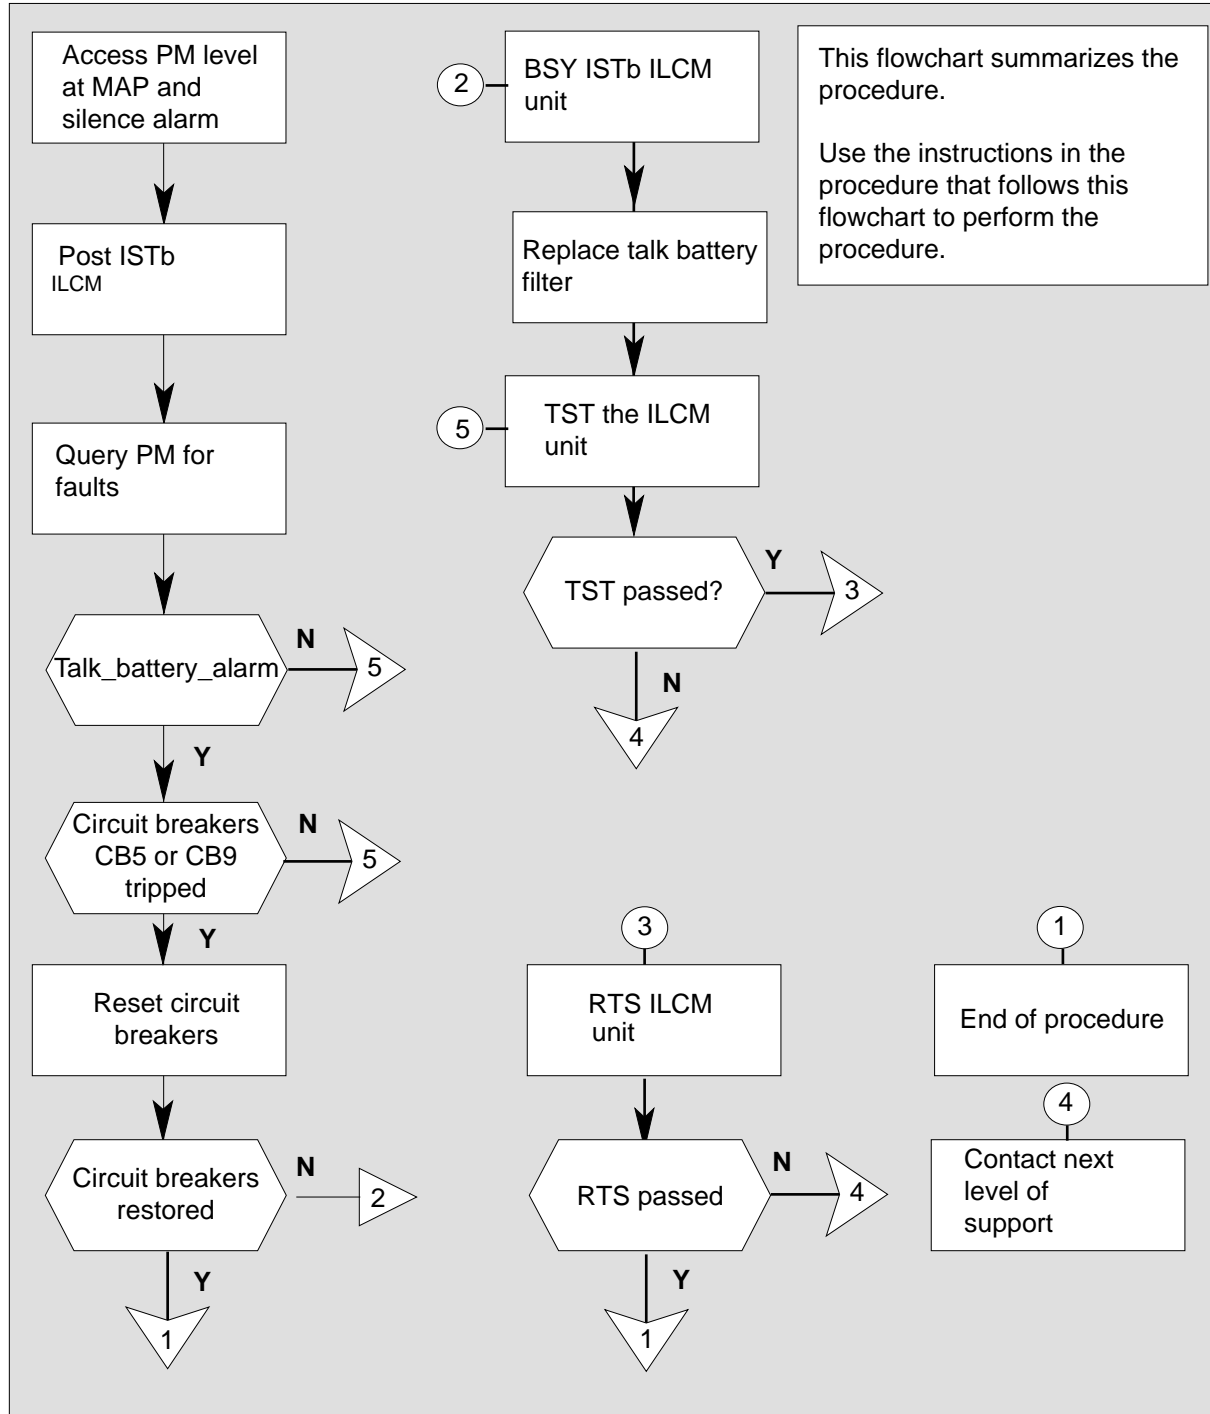 Access PM level
at MAP and
silence alarm
Post ISTb
ILCM
Query PM for
faults
Talk_battery_alarm
N
5
Y
Circuit breakers
CB5 or CB9
tripped
N
5
Y
Reset circuit
breakers
Circuit breakers
restored
N
2
Y
1
2
BSY ISTb ILCM
unit
Replace talk battery
filter
5
TST the ILCM
unit
TST passed?
Y
3
N
4
3
RTS ILCM
unit
RTS passed
N
4
Y
1
This flowchart summarizes the
procedure.
Use the instructions in the
procedure that follows this
flowchart to perform the
procedure.
1
End of procedure
4
Contact next
level of
support